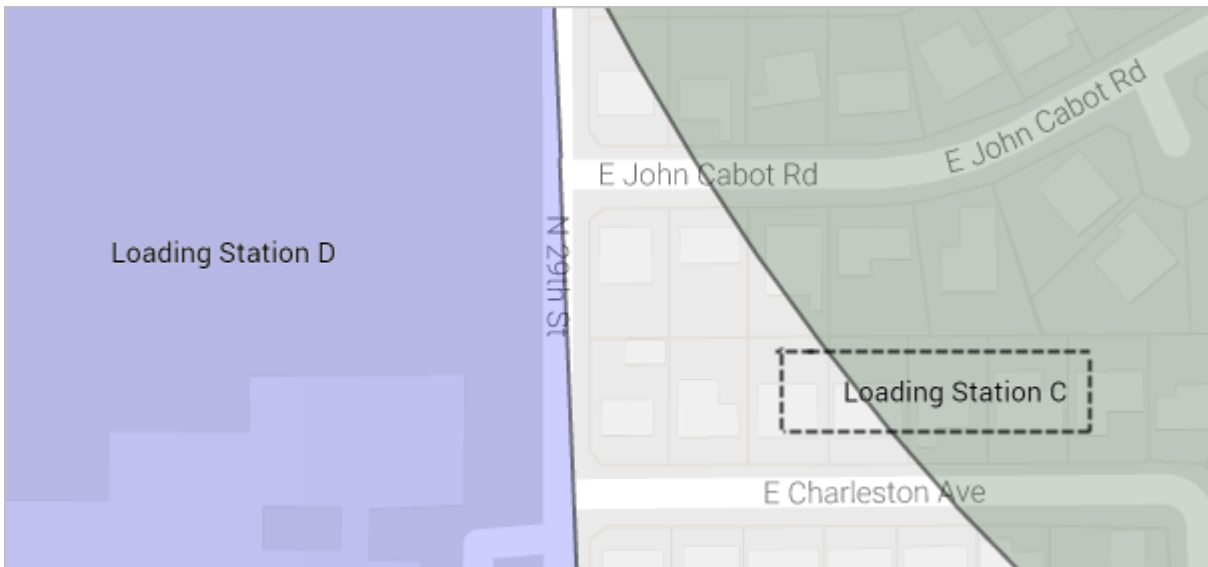 E John Cabot Rd
E John Cabot Rd
N 29th St
Loading Station D
Loading Station C
E Charleston Ave